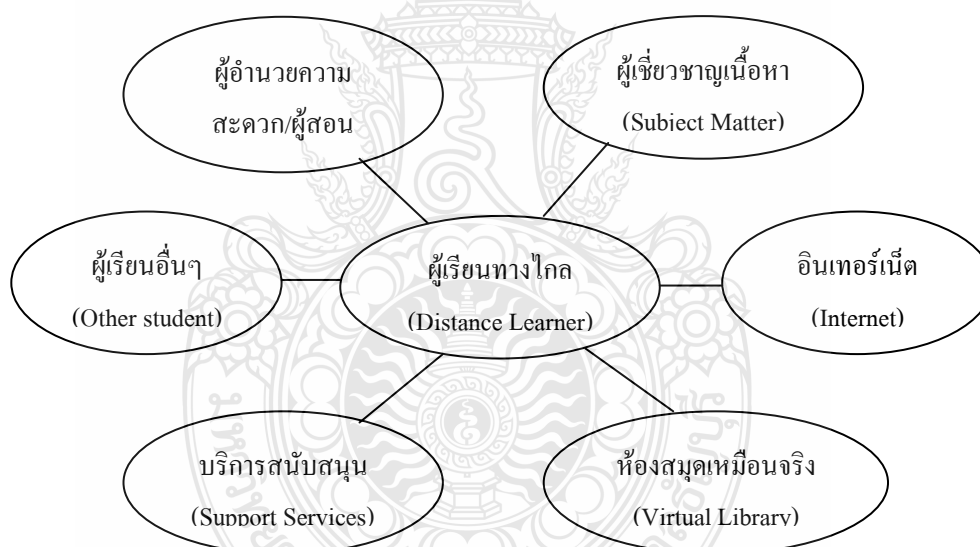 ผู้อำนวยความ
สะดวก/ผู้สอน
ผู้เชี่ยวชาญเนื้อหา
(Subject Matter)
ผู้เรียนอื่นๆ
(Other student)
ผู้เรียนทางไกล
(Distance Learner)
อินเทอร์เน็ต
(Internet)
บริการสนับสนุน
(Support Services)
ห้องสมุดเหมือนจริง
(Virtual Library)